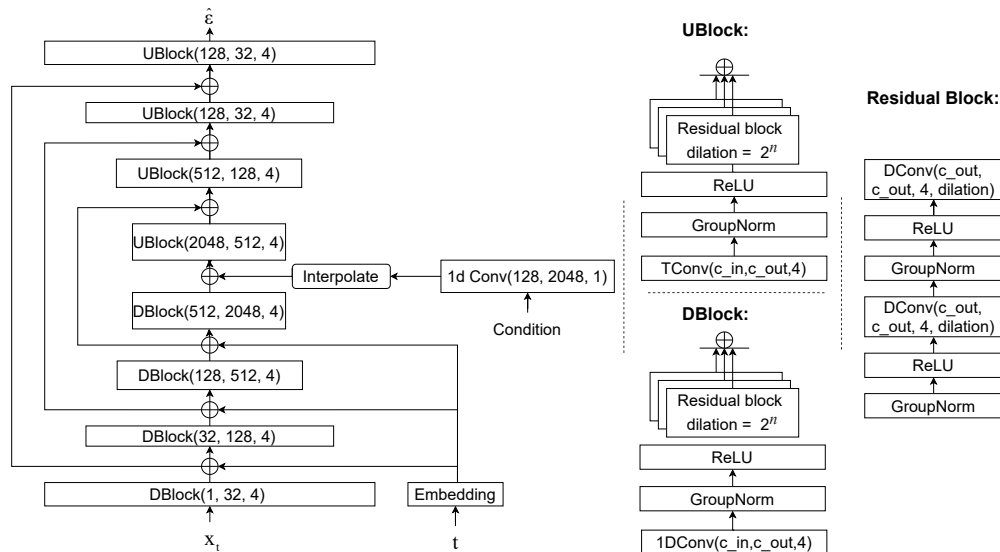 ε̂
UBlock(128, 32, 4)
UBlock(128, 32, 4)
UBlock(512, 128, 4)
UBlock(2048, 512, 4)
Interpolate
1d Conv(128, 2048, 1)
Condition
DBlock(512, 2048, 4)
DBlock(128, 512, 4)
DBlock(32, 128, 4)
DBlock(1, 32, 4)
Embedding
x_t
t
UBlock:
Residual block
dilation = 2^n
ReLU
GroupNorm
TConv(c_in,c_out,4)
DBlock:
Residual block
dilation = 2^n
ReLU
GroupNorm
1DConv(c_in,c_out,4)
Residual Block:
DConv(c_out,
c_out, 4, dilation)
ReLU
GroupNorm
DConv(c_out,
c_out, 4, dilation)
ReLU
GroupNorm